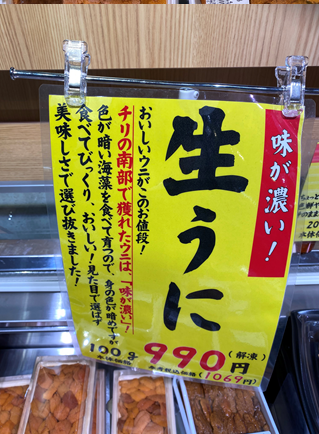 味が濃い！
生うに
おいしいウニがこのお値段！
チリの南部で獲れたウニは、「味が濃い」！
色が暗い海藻を食べて育つので、身の色が暗めですが
食べてびっくり、おいしい！見た目で選ばず
美味しさで選び抜きました！
100g
990円
(解凍)
(1069円)